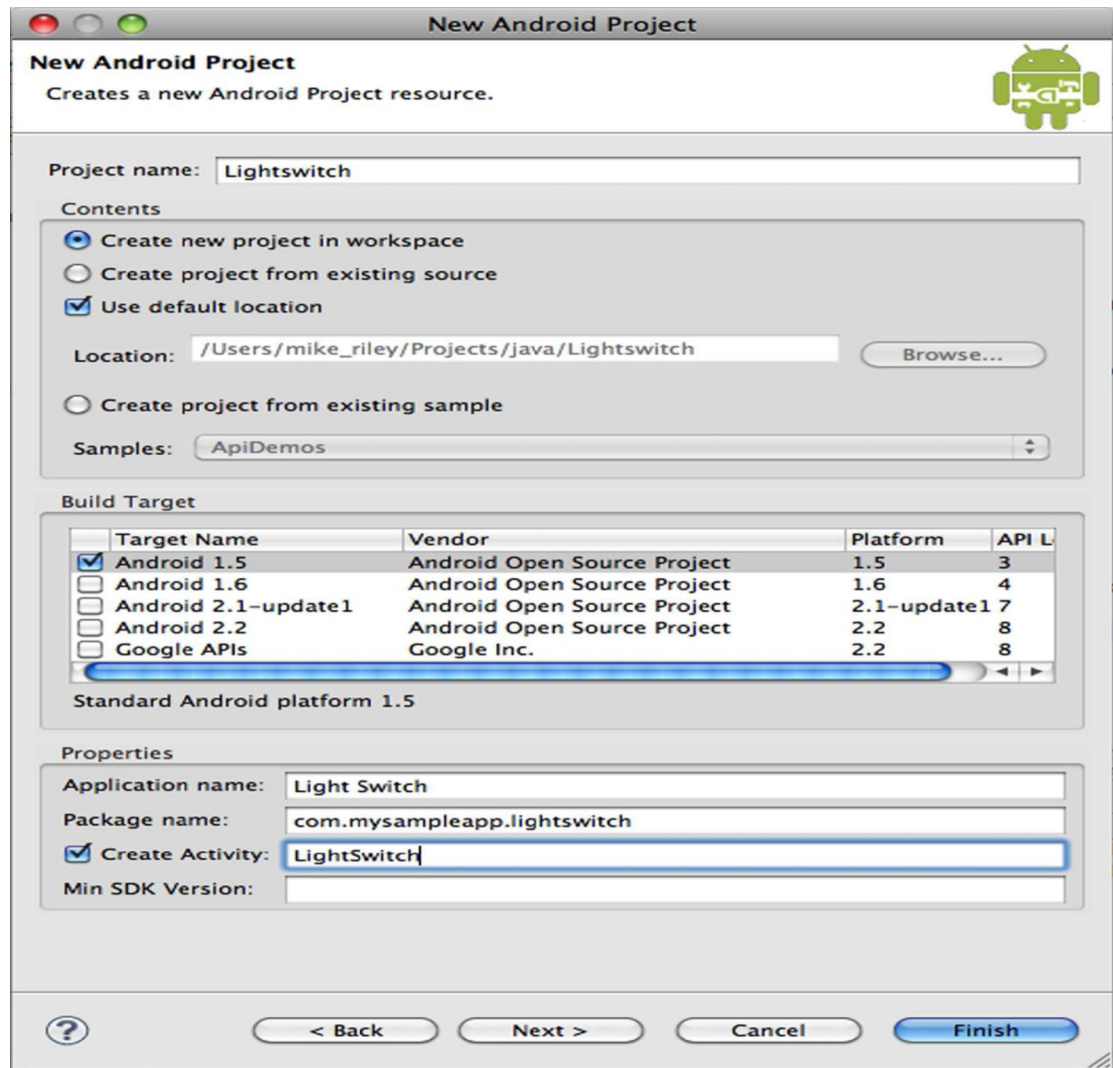 New Android Project
New Android Project
Creates a new Android Project resource.
Project name: Lightswitch
Contents
Create new project in workspace
Create project from existing source
Use default location
Location: /Users/mike_riley/Projects/java/Lightswitch Browse...
Create project from existing sample
Samples: ApiDemos
Build Target
Target Name Vendor Platform API L
Android 1.5 Android Open Source Project 1.5 3
Android 1.6 Android Open Source Project 1.6 4
Android 2.1-update1 Android Open Source Project 2.1-update1 7
Android 2.2 Android Open Source Project 2.2 8
Google APIs Google Inc. 2.2 8
Standard Android platform 1.5
Properties
Application name: Light Switch
Package name: com.mysampleapp.lightswitch
Create Activity: LightSwitch
Min SDK Version:
? < Back Next > Cancel Finish